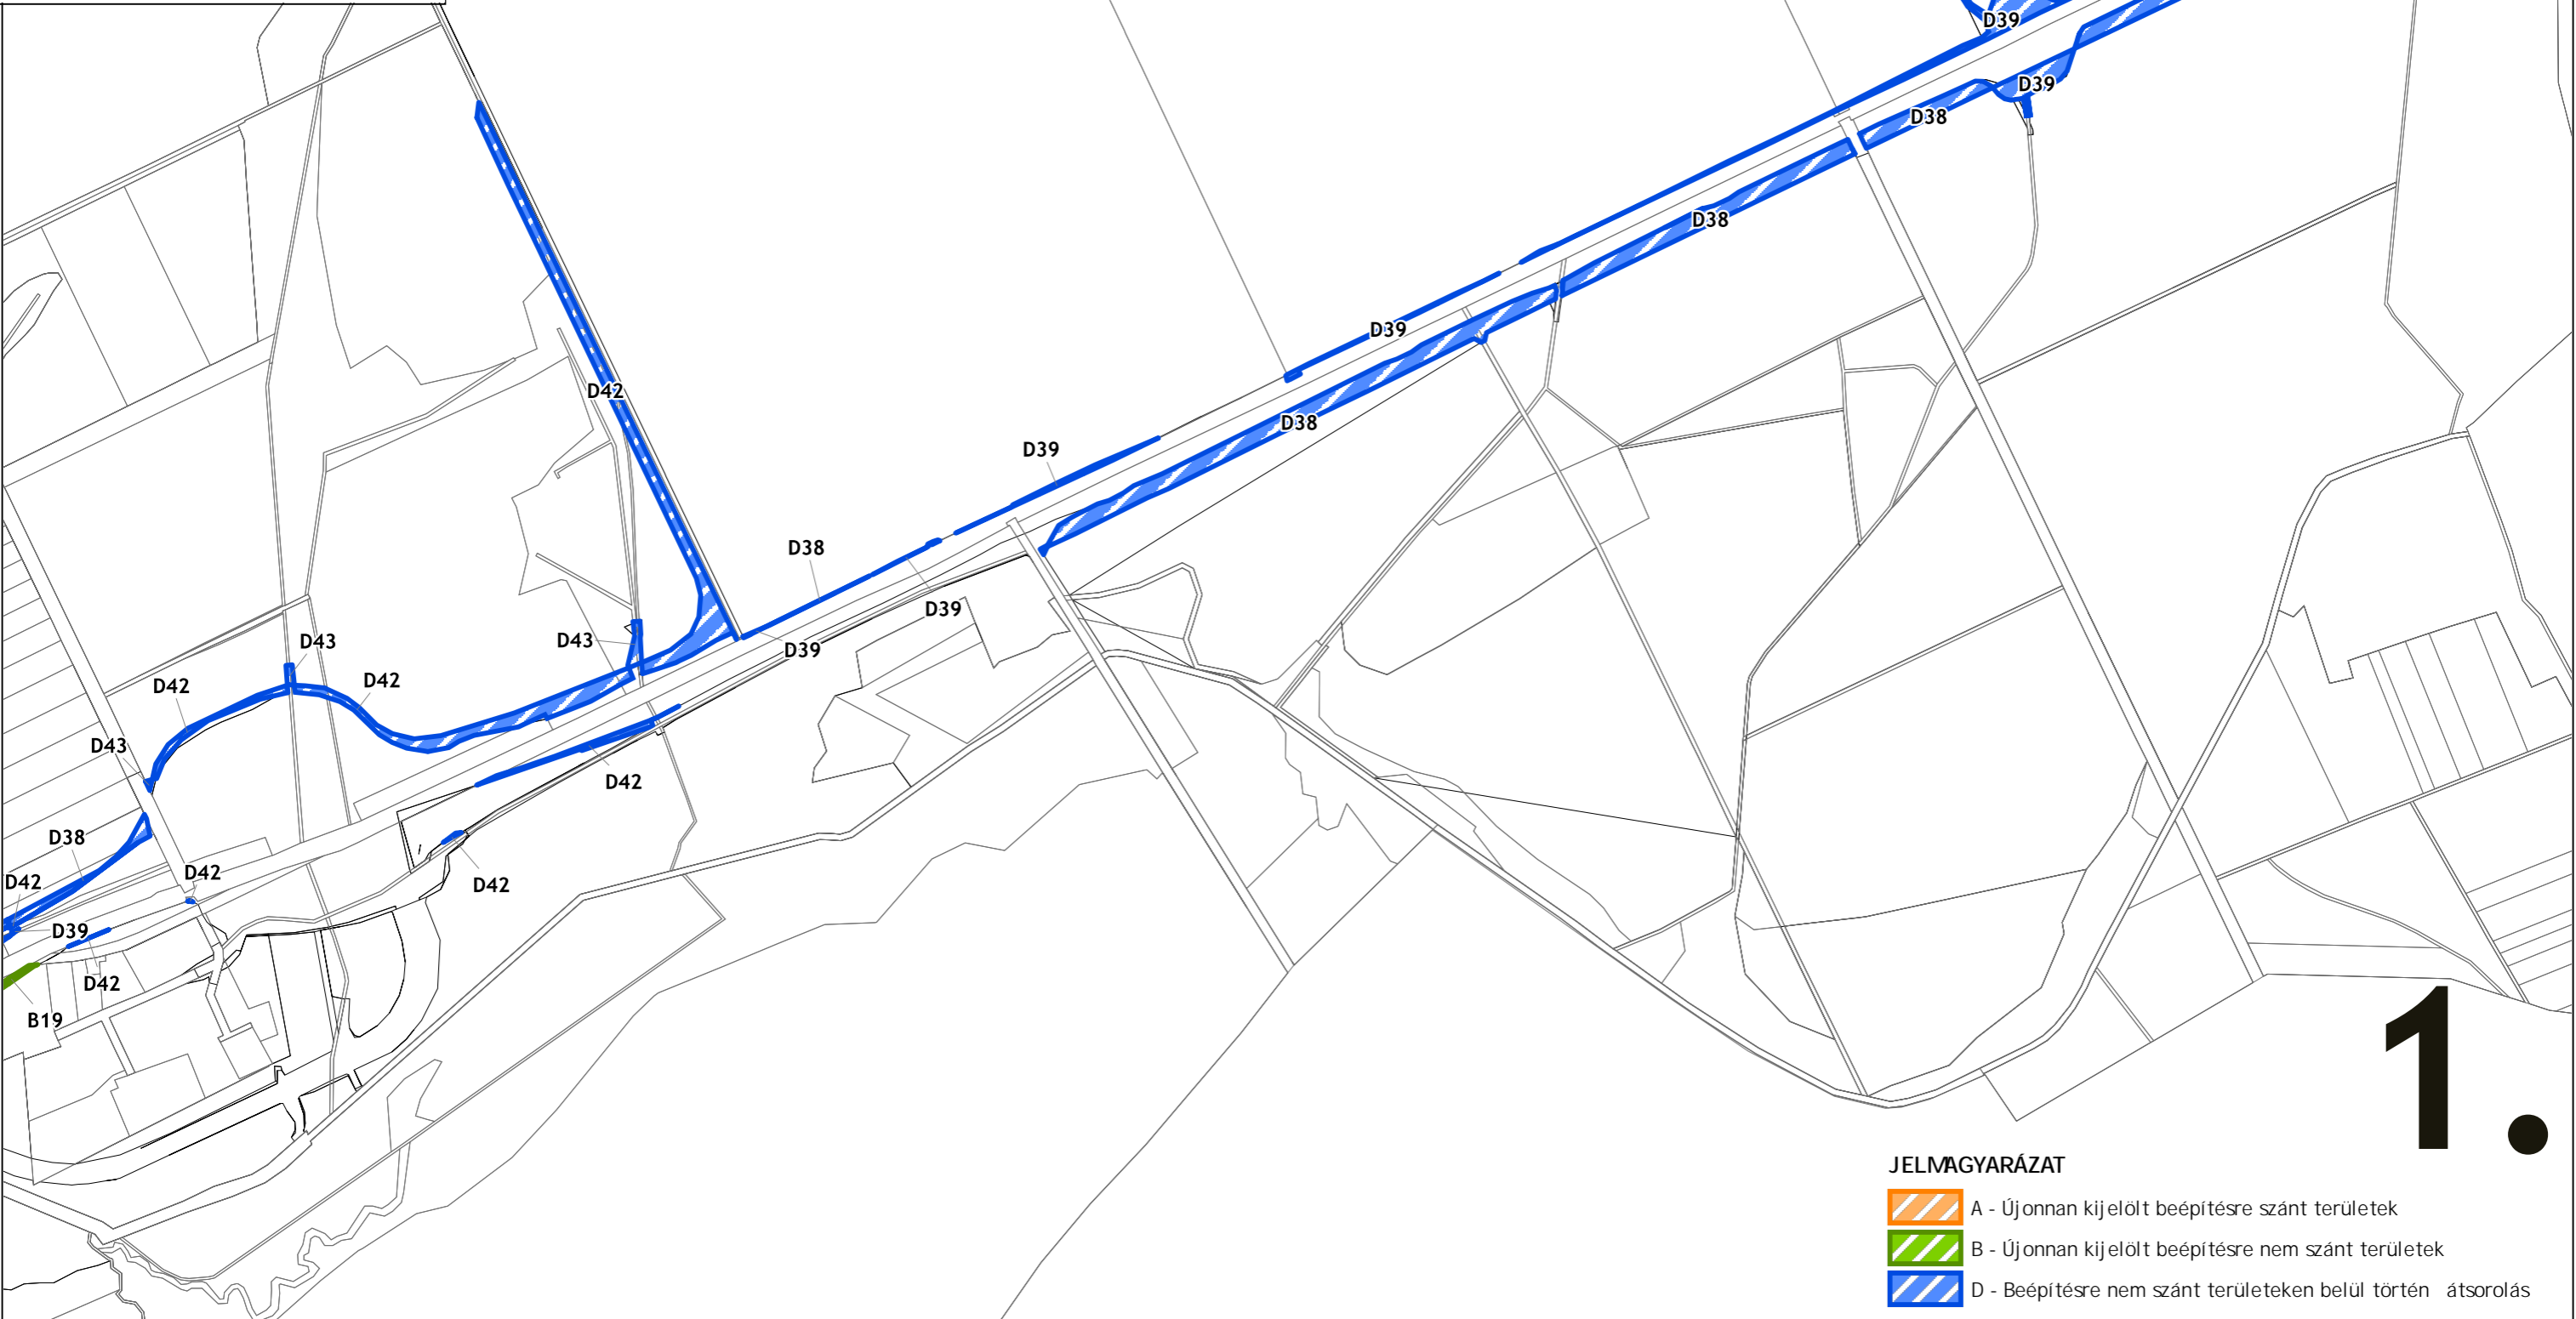 D39
D39
D38
D38
D39
D42
D38
D39
D38
D39
D43
D43
D39
D42
D42
D43
D42
D38
D42
D42
D42
D39
D42
B19
1.
JELMAGYARÁZAT
A - Újonnan kijelölt beépítésre szánt területek
B - Újonnan kijelölt beépítésre nem szánt területek
D - Beépítésre nem szánt területeken belül történ átsorolás